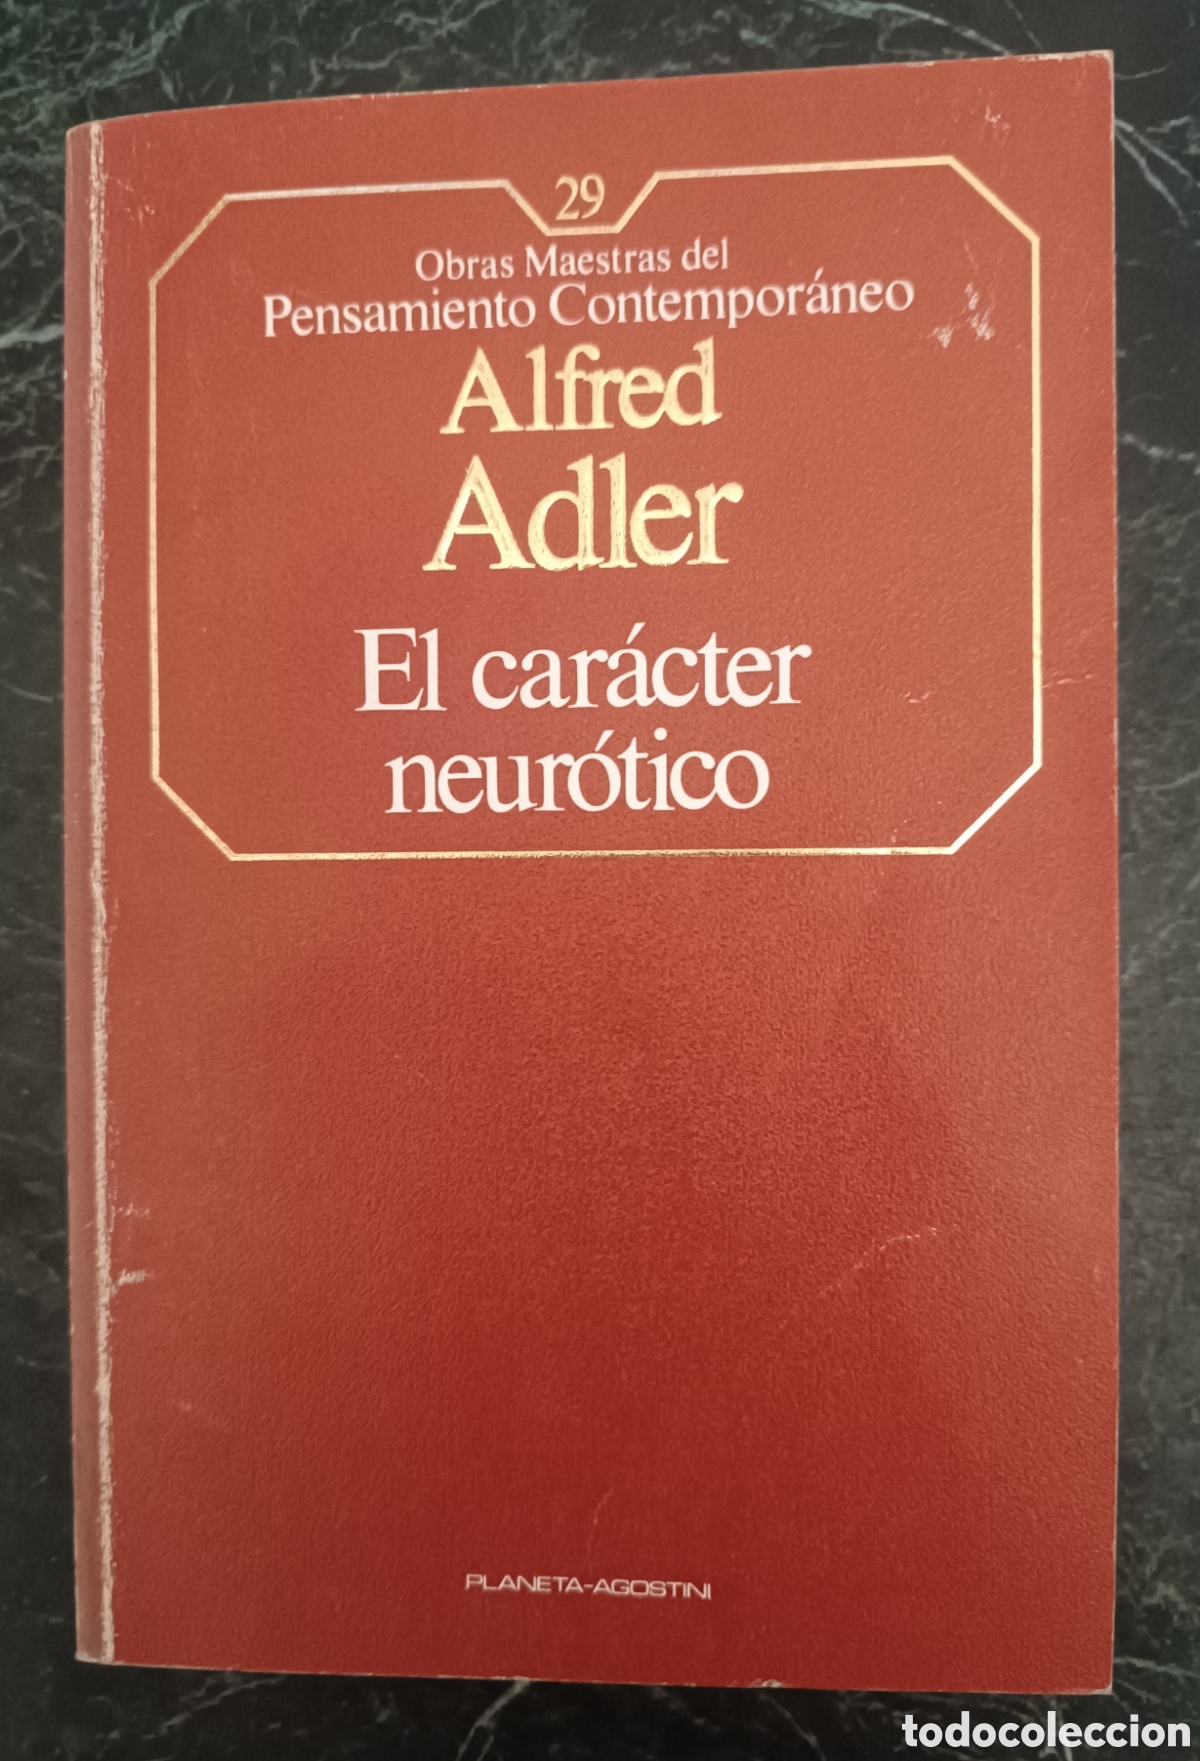 29
Obras Maestras del
Pensamiento Contemporáneo
Alfred
Adler
El carácter
neurótico
PLANETA-AGOSTINI
todocoleccion